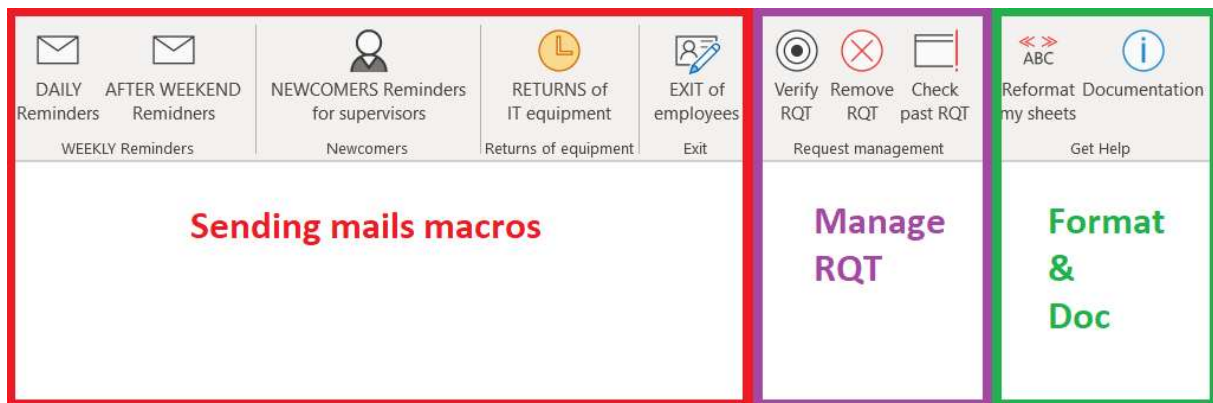 DAILY
Reminders
AFTER WEEKEND
Remidners
WEEKLY Reminders
NEWCOMERS Reminders
for supervisors
Newcomers
RETURNS of
IT equipment
Returns of equipment
EXIT of
employees
Exit
Verify
RQT
Remove
RQT
Check
past RQT
Request management
ABC
Reformat
my sheets
Documentation
Get Help
Sending mails macros
Manage
RQT
Format
&
Doc